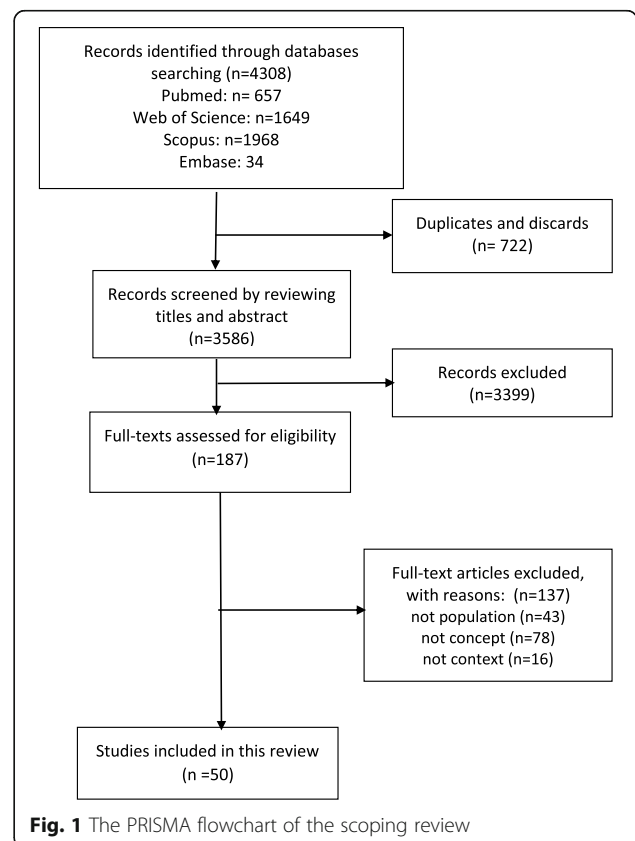 Records identified through databases
searching (n=4308)
Pubmed: n= 657
Web of Science: n=1649
Scopus: n=1968
Embase: 34
Duplicates and discards
(n= 722)
Records screened by reviewing
titles and abstract
(n=3586)
Records excluded
(n=3399)
Full-texts assessed for eligibility
(n=187)
Full-text articles excluded,
with reasons: (n=137)
not population (n=43)
not concept (n=78)
not context (n=16)
Studies included in this review
(n =50)
Fig. 1 The PRISMA flowchart of the scoping review